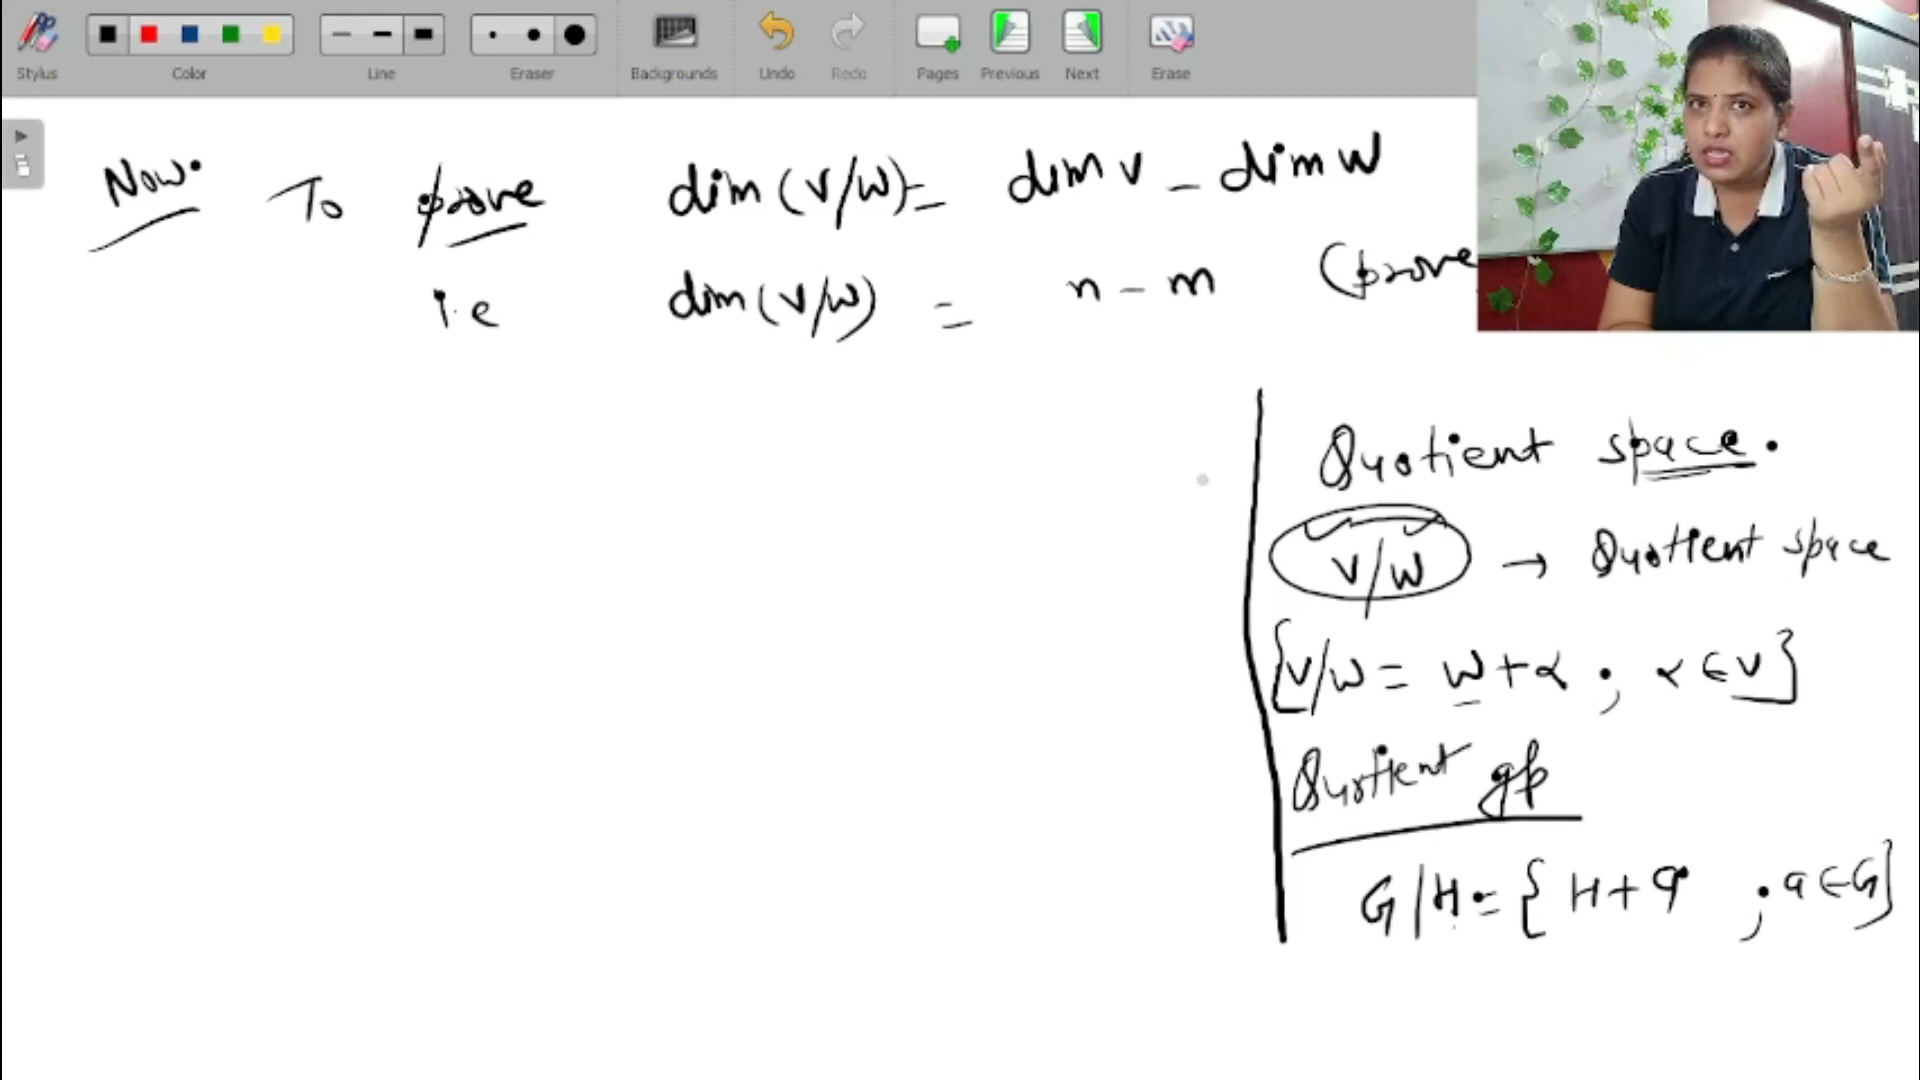 Stylus Color Line Eraser Backgrounds Undo Redo Pages Previous Next Erase
Now. To prove dim(V/W) = dim V - dim W
i.e dim(V/W) = n - m (prove
Quotient space.
V/W → Quotient space
{V/W = W+α ; α ∈ V}
Quotient gp
G/H = { H+a ; a ∈ G}